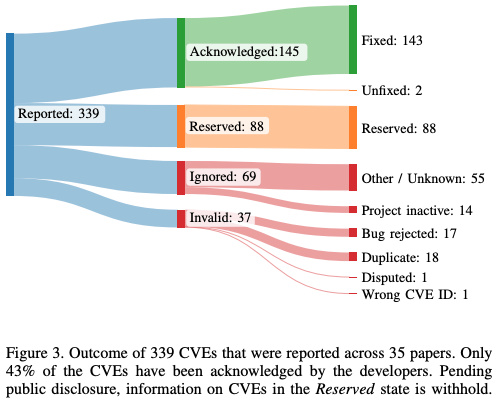 Reported: 339
Acknowledged:145
Reserved: 88
Ignored: 69
Invalid: 37
Fixed: 143
Unfixed: 2
Reserved: 88
Other / Unknown: 55
Project inactive: 14
Bug rejected: 17
Duplicate: 18
Disputed: 1
Wrong CVE ID: 1
Figure 3. Outcome of 339 CVEs that were reported across 35 papers. Only
43% of the CVEs have been acknowledged by the developers. Pending
public disclosure, information on CVEs in the Reserved state is withhold.